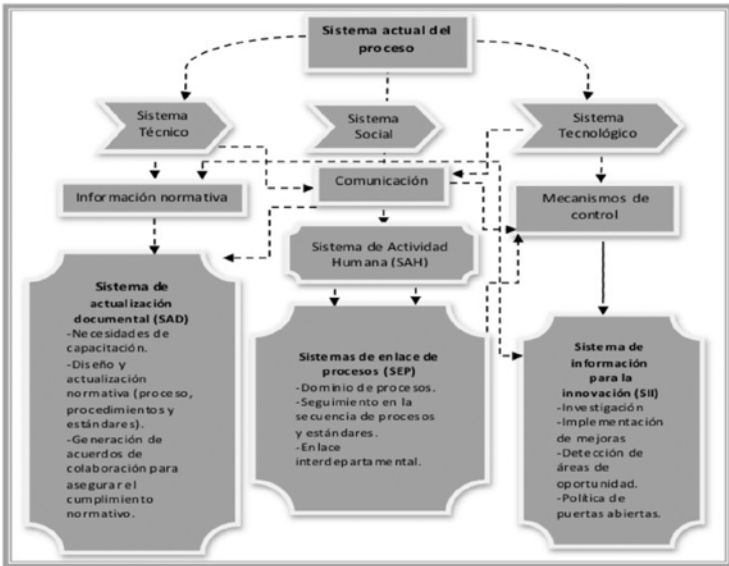 Sistema actual del
proceso
Sistema
Técnico
Sistema
Social
Sistema
Tecnológico
Información normativa
Comunicación
Mecanismos de
control
Sistema de Actividad
Humana (SAH)
Sistema de
actualización
documental (SAD)
-Necesidades de
capacitación.
-Diseño y
actualización
normativa (proceso,
procedimientos y
estándares).
-Generación de
acuerdos de
colaboración para
asegurar el
cumplimiento
normativo.
Sistemas de enlace de
procesos (SEP)
-Dominio de procesos.
-Seguimiento en la
secuencia de procesos
y estándares.
-Enlace
interdepartamental.
Sistema de
información
para la
innovación (SII)
-Investigación
-Implementación
de mejoras
-Detección de
áreas de
oportunidad.
-Política de
puertas abiertas.